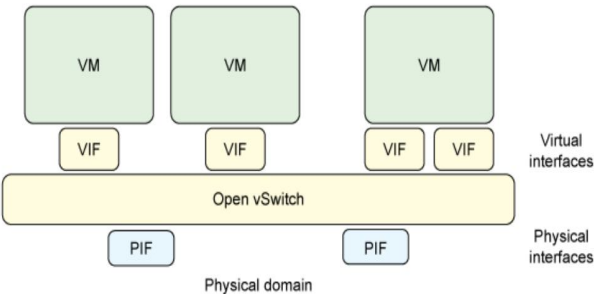 VM
VM
VM
VIF
VIF
VIF
VIF
Virtual
interfaces
Open vSwitch
PIF
PIF
Physical
interfaces
Physical domain